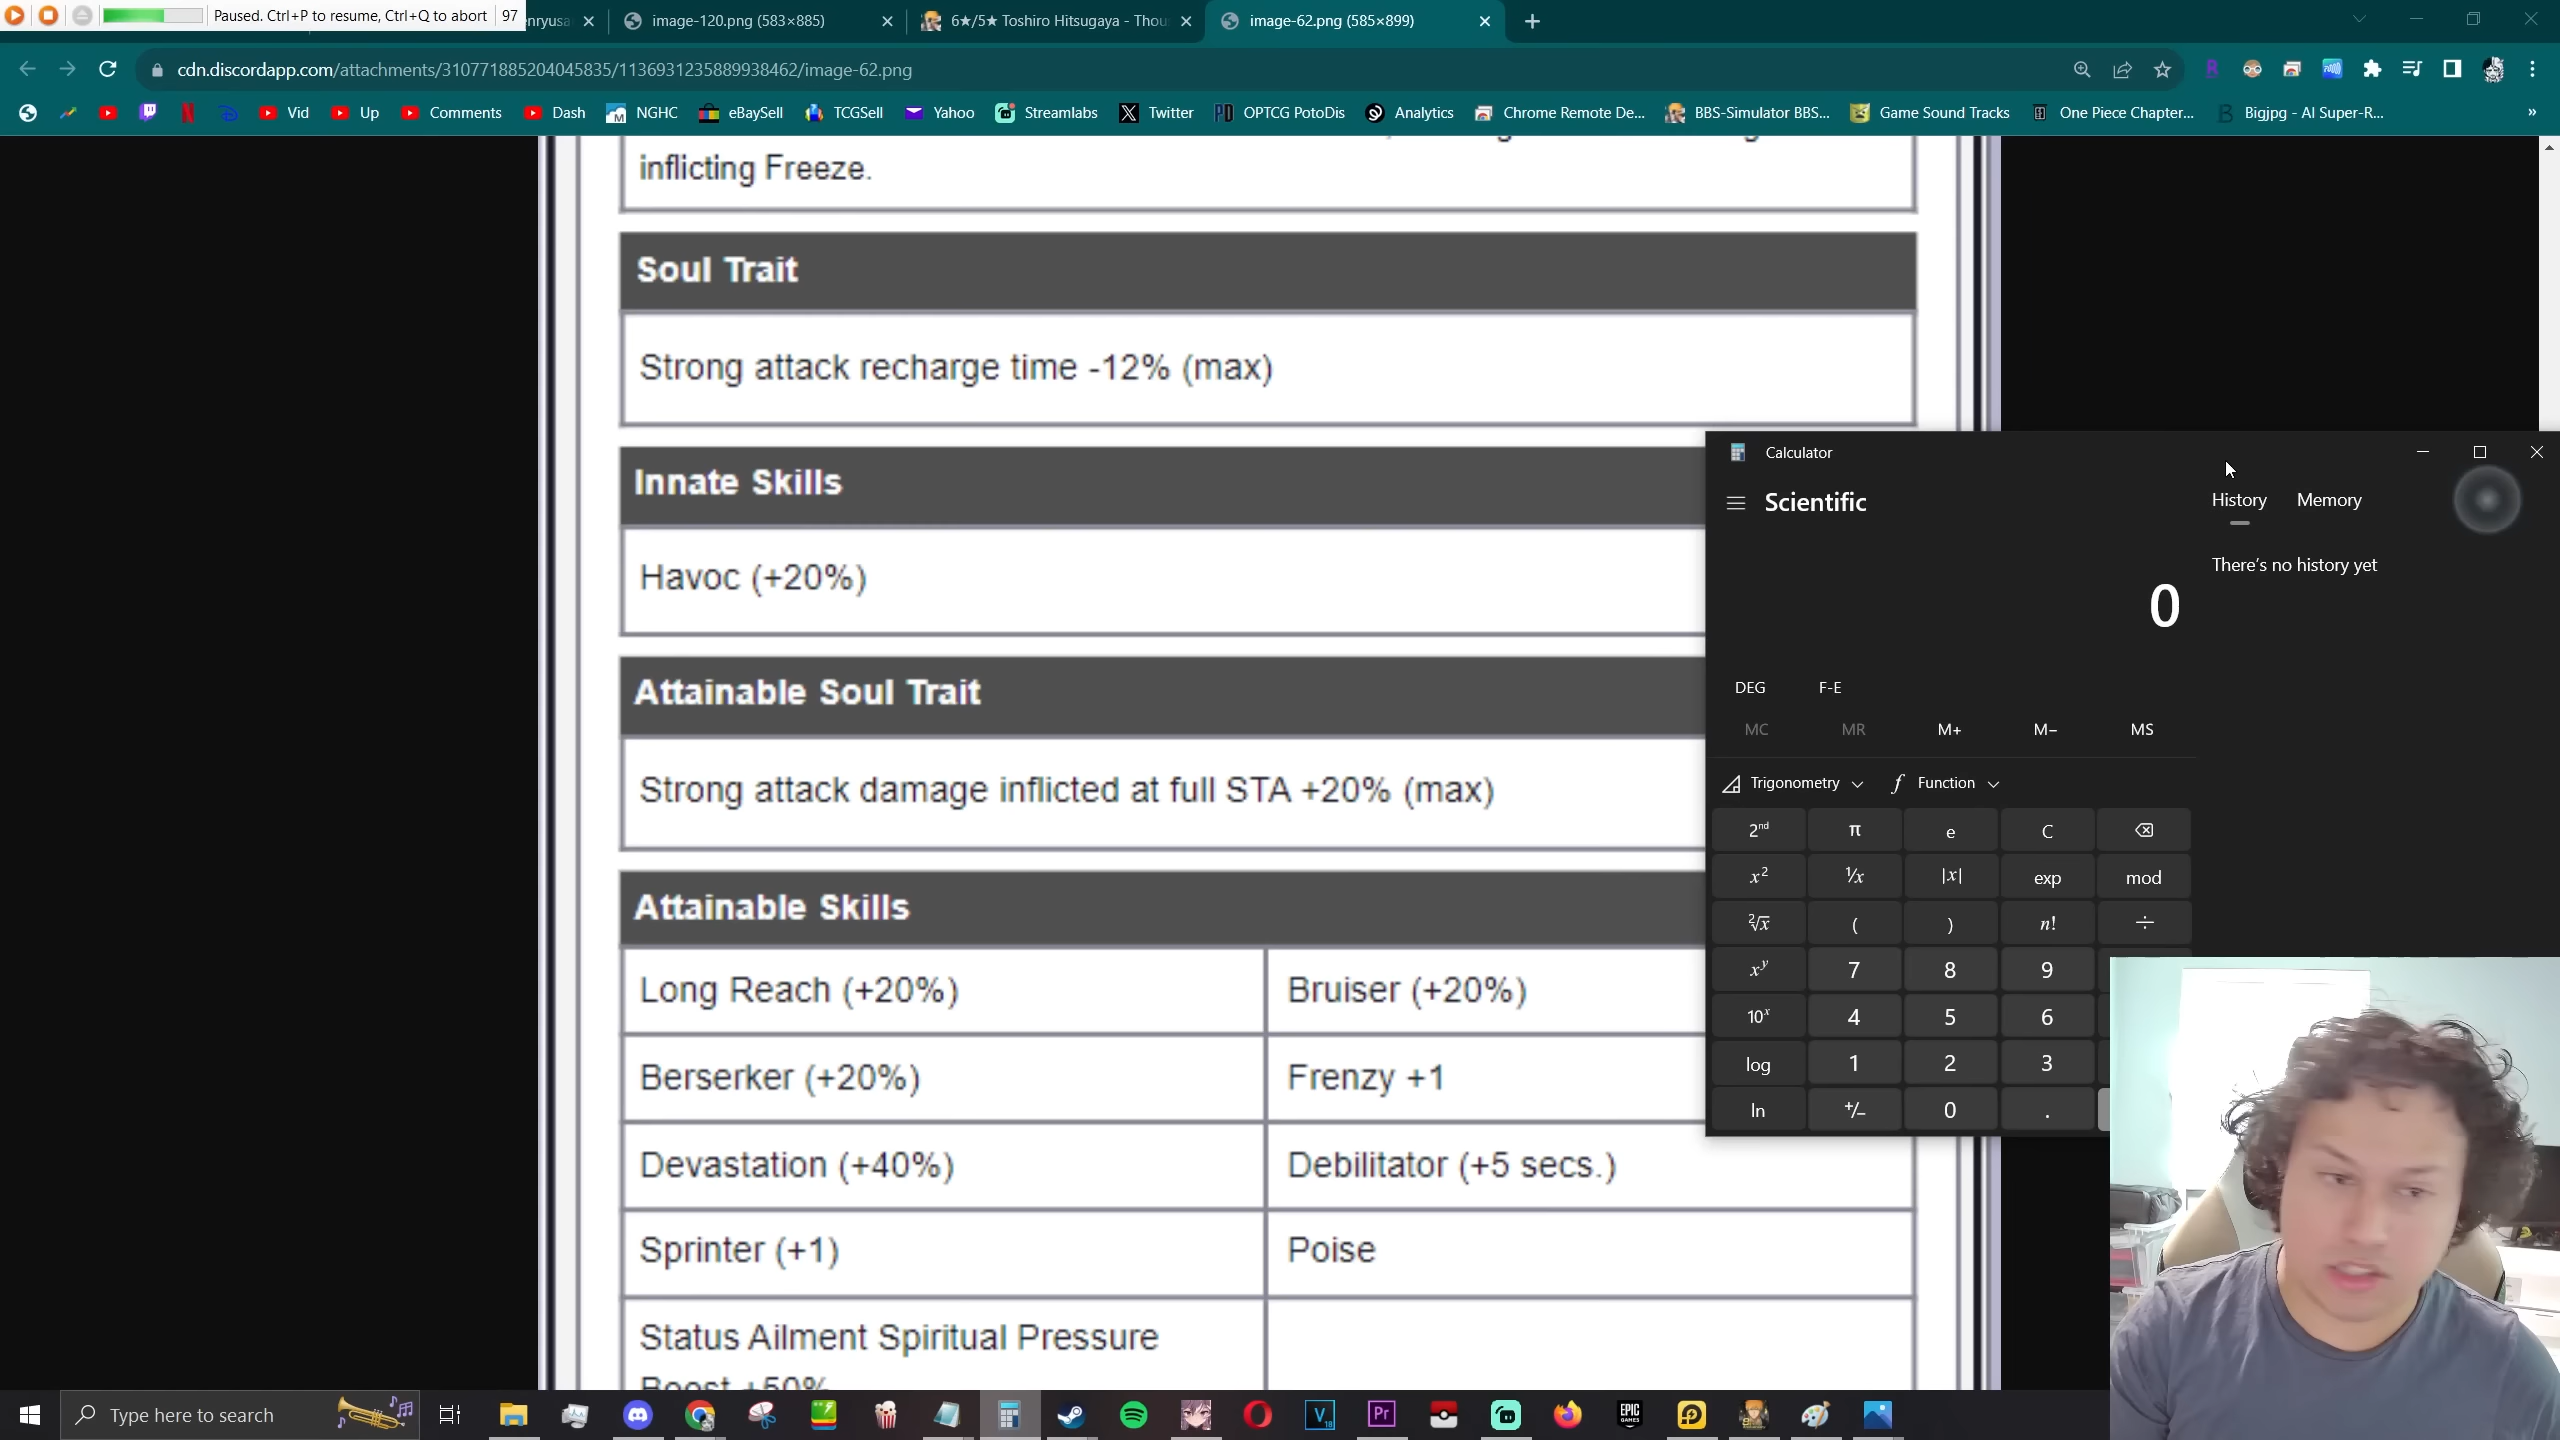 Paused. Ctrl+P to resume, Ctrl+Q to abort 97
enryusa
image-120.png (583×885)
6★/5★ Toshiro Hitsugaya - Thou
image-62.png (585×899)
cdn.discordapp.com/attachments/310771885204045835/1136931235889938462/image-62.png
Vid
Up
Comments
Dash
NGHC
eBaySell
TCGSell
Yahoo
Streamlabs
Twitter
OPTCG PotoDis
Analytics
Chrome Remote De...
BBS-Simulator BBS...
Game Sound Tracks
One Piece Chapter...
Bigjpg - AI Super-R...
»
inflicting Freeze.
Soul Trait
Strong attack recharge time -12% (max)
Innate Skills
Havoc (+20%)
Attainable Soul Trait
Strong attack damage inflicted at full STA +20% (max)
Attainable Skills
Long Reach (+20%)
Bruiser (+20%)
Berserker (+20%)
Frenzy +1
Devastation (+40%)
Debilitator (+5 secs.)
Sprinter (+1)
Poise
Status Ailment Spiritual Pressure
Boost +50%
Calculator
Scientific
History
Memory
There's no history yet
0
DEG
F-E
MC
MR
M+
M−
MS
Trigonometry
f Function
2nd
π
e
C
x²
¹/x
|x|
exp
mod
²√x
(
)
n!
÷
xʸ
7
8
9
10ˣ
4
5
6
log
1
2
3
ln
+/−
0
.
Type here to search